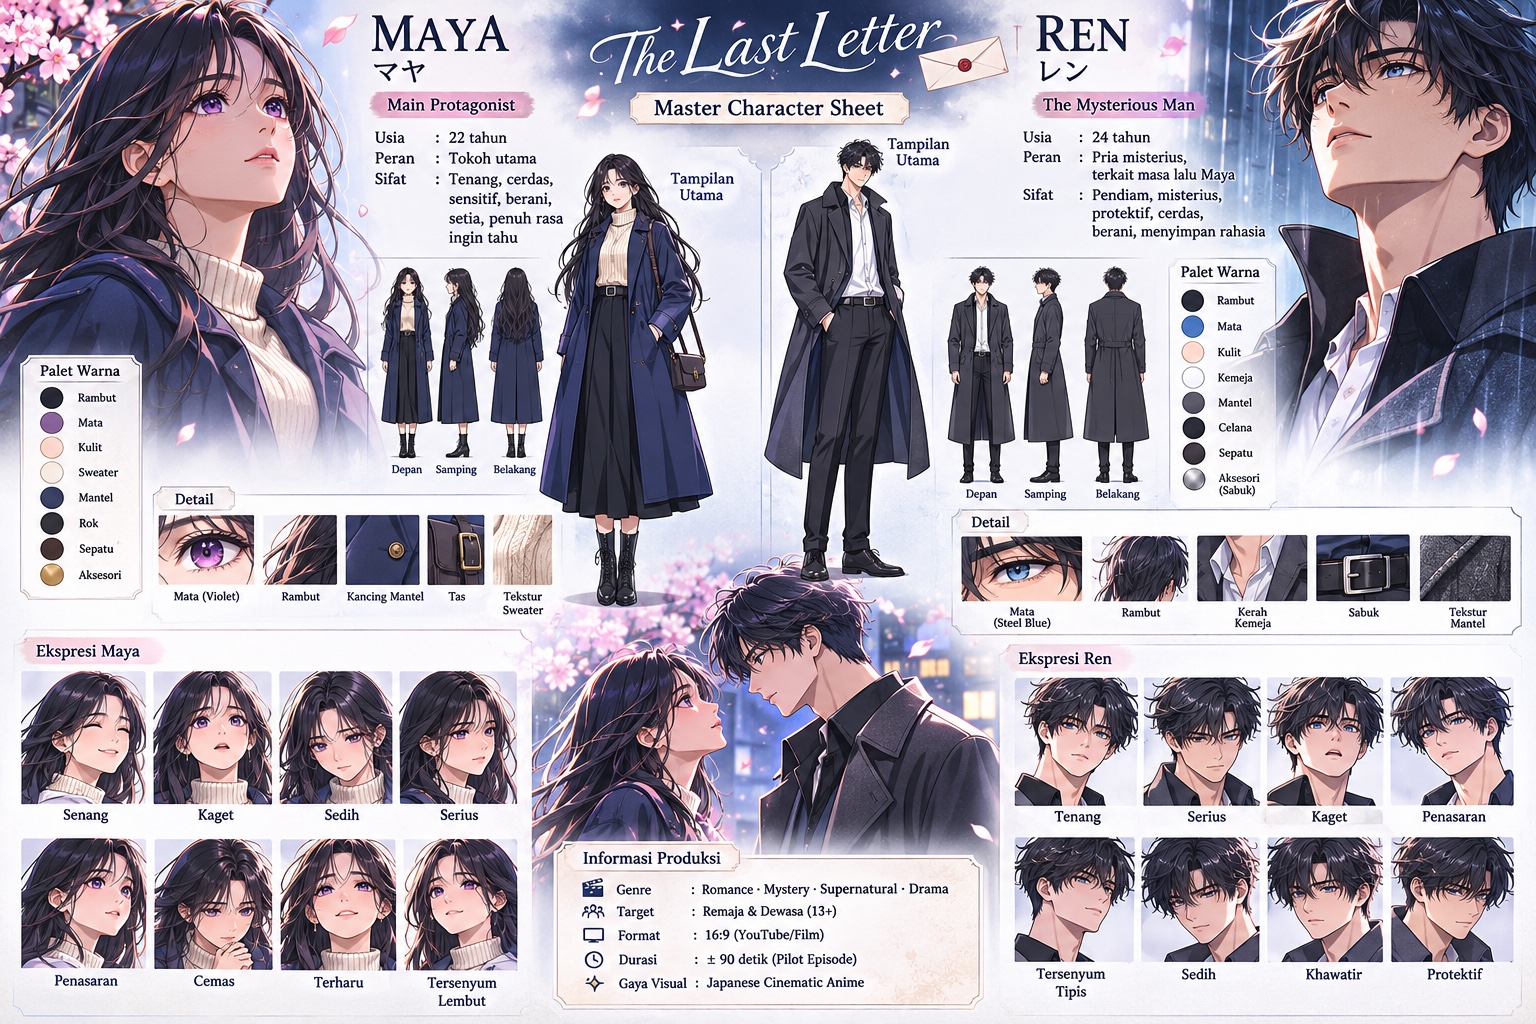 MAYA
マヤ
Main Protagonist
Usia : 22 tahun
Peran : Tokoh utama
Sifat : Tenang, cerdas,
sensitif, berani,
setia, penuh rasa
ingin tahu
The Last Letter
Master Character Sheet
REN
レン
The Mysterious Man
Usia : 24 tahun
Peran : Pria misterius,
terkait masa lalu Maya
Sifat : Pendiam, misterius,
protektif, cerdas,
berani, menyimpan rahasia
Tampilan
Utama
Tampilan
Utama
Depan
Samping
Belakang
Depan
Samping
Belakang
Palet Warna
Rambut
Mata
Kulit
Sweater
Mantel
Rok
Sepatu
Aksesori
Palet Warna
Rambut
Mata
Kulit
Kemeja
Mantel
Celana
Sepatu
Aksesori
(Sabuk)
Detail
Mata (Violet)
Rambut
Kancing Mantel
Tas
Tekstur
Sweater
Detail
Mata
(Steel Blue)
Rambut
Kerah
Kemeja
Sabuk
Tekstur
Mantel
Ekspresi Maya
Senang
Kaget
Sedih
Serius
Penasaran
Cemas
Terharu
Tersenyum
Lembut
Informasi Produksi
Genre : Romance · Mystery · Supernatural · Drama
Target : Remaja & Dewasa (13+)
Format : 16:9 (YouTube/Film)
Durasi : ± 90 detik (Pilot Episode)
Gaya Visual : Japanese Cinematic Anime
Ekspresi Ren
Tenang
Serius
Kaget
Penasaran
Tersenyum
Tipis
Sedih
Khawatir
Protektif